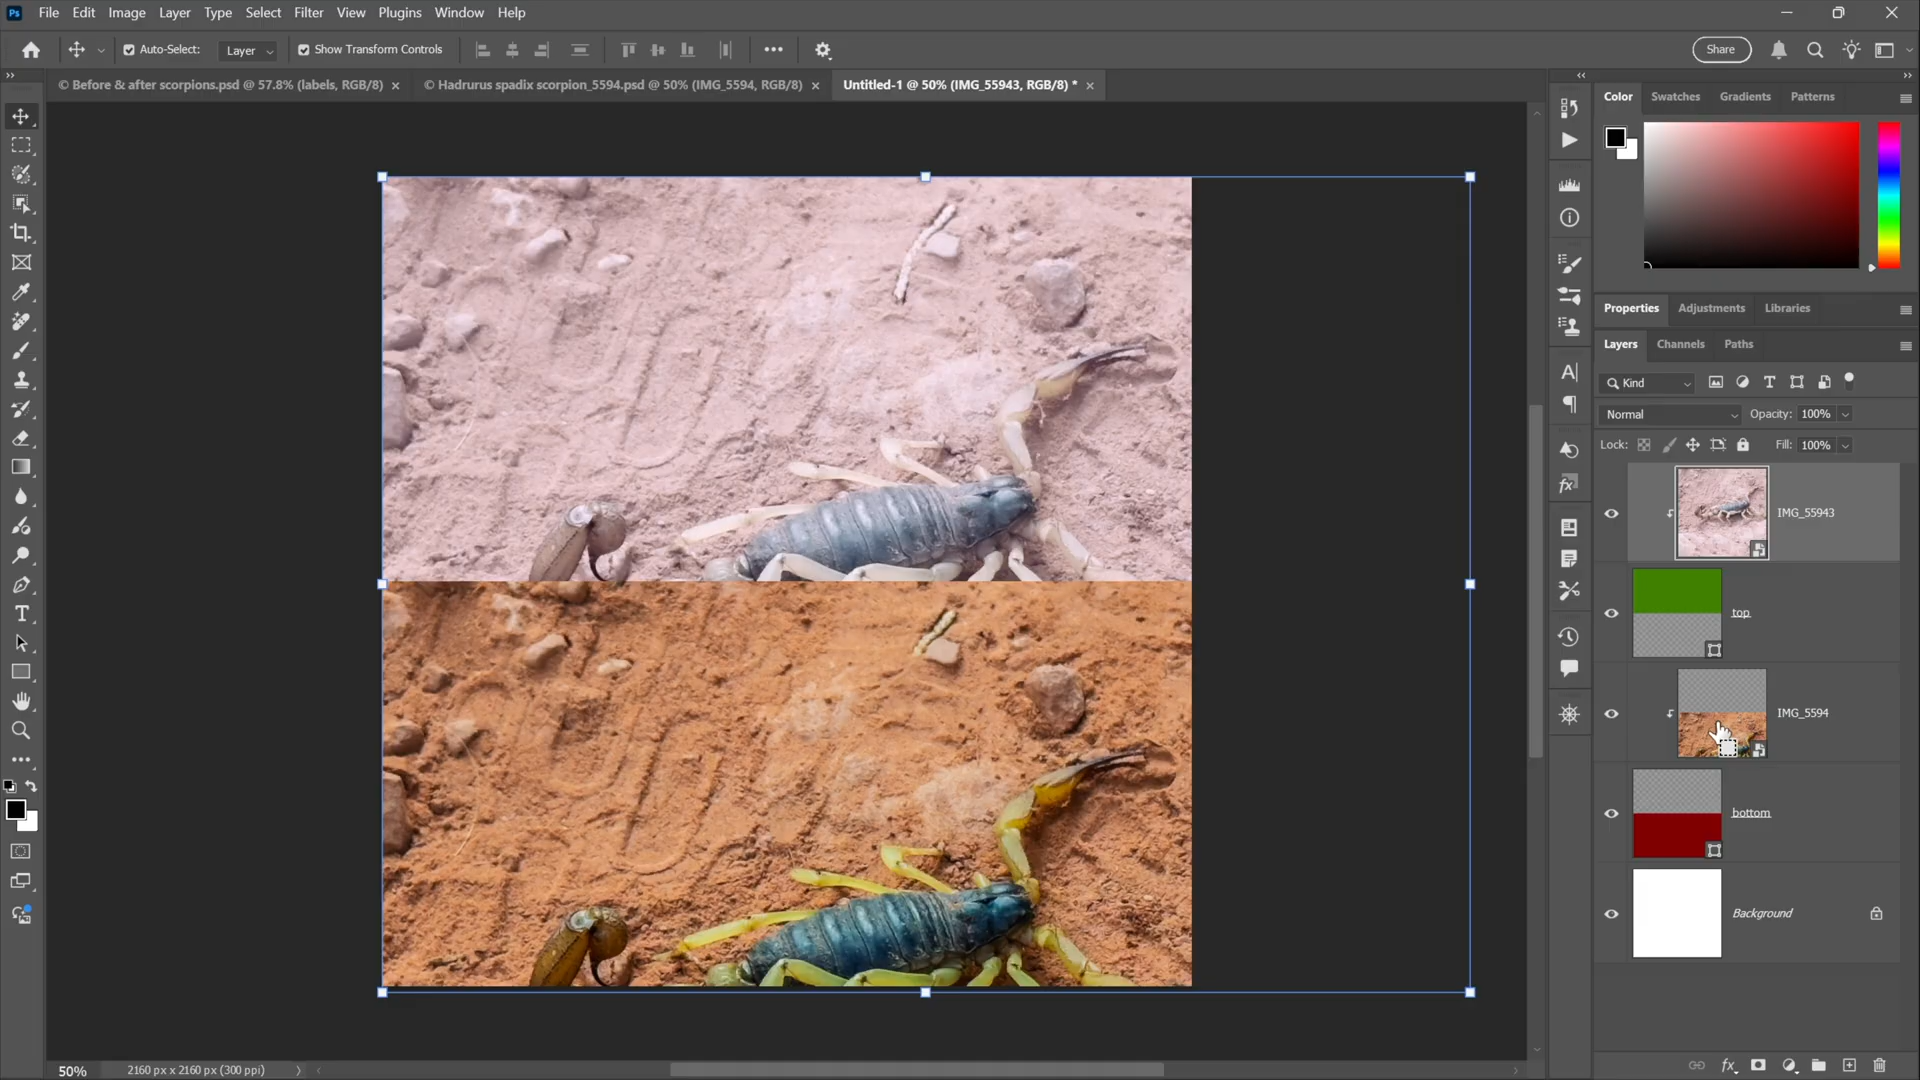 Ps File Edit Image Layer Type Select Filter View Plugins Window Help
Auto-Select: Layer Show Transform Controls Share
© Before & after scorpions.psd @ 57.8% (labels, RGB/8) × © Hadrurus spadix scorpion_5594.psd @ 50% (IMG_5594, RGB/8) × Untitled-1 @ 50% (IMG_55943, RGB/8) * ×
Color Swatches Gradients Patterns
Properties Adjustments Libraries
Layers Channels Paths
Kind
Normal Opacity: 100%
Lock: Fill: 100%
IMG_55943
top
IMG_5594
bottom
Background
50% 2160 px x 2160 px (300 ppi)